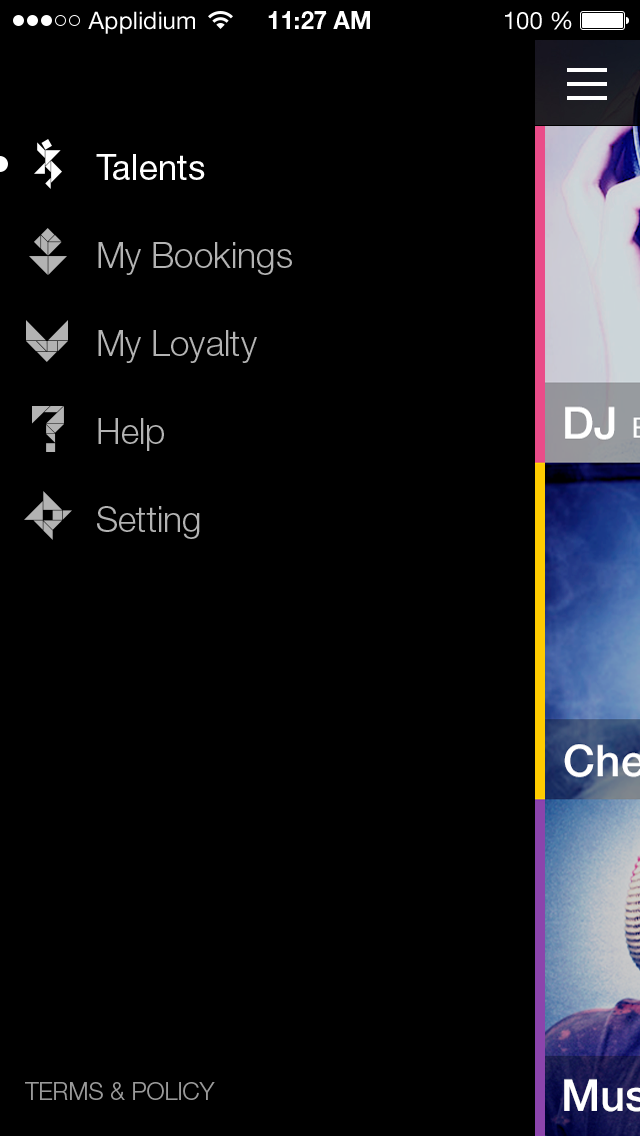 Applidium 11:27 AM 100 %
Talents
My Bookings
My Loyalty
Help
Setting
DJ
Che
Mus
TERMS & POLICY